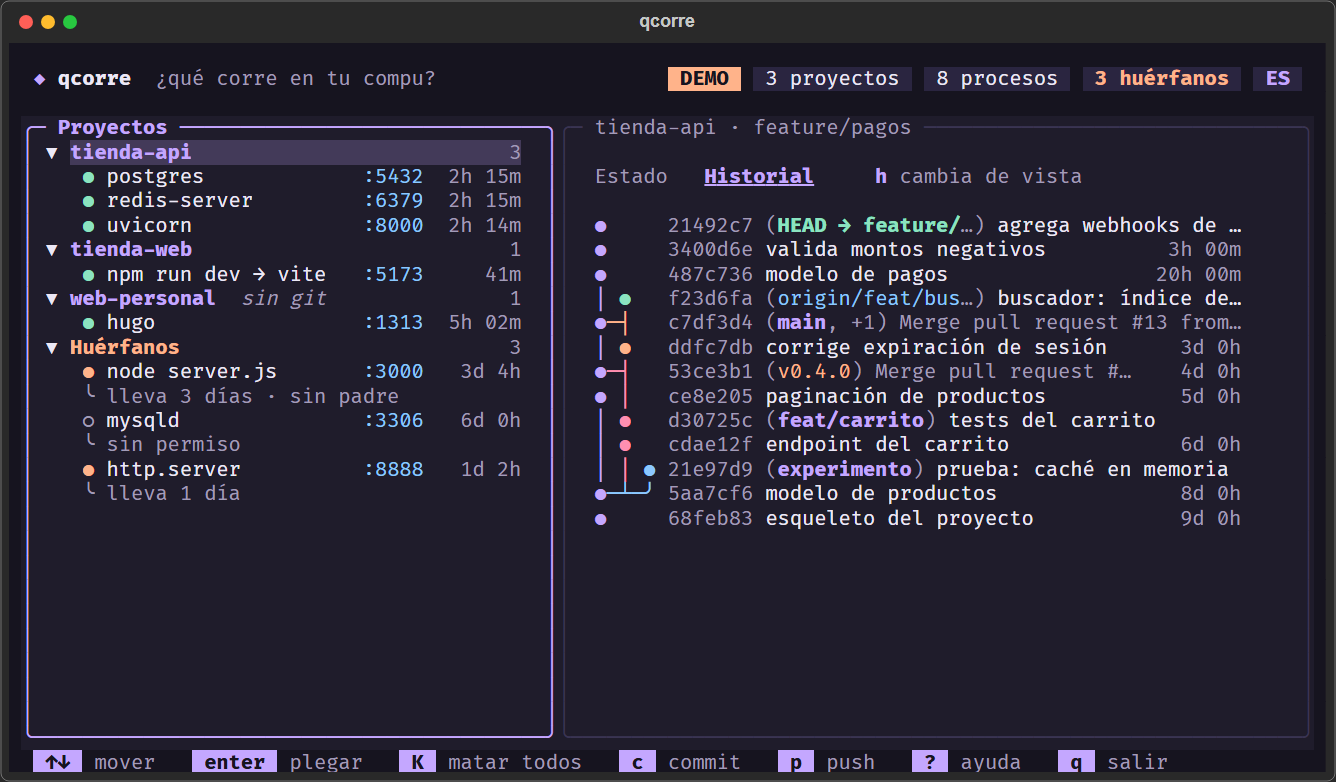 qcorre
◆ qcorre ¿qué corre en tu compu? DEMO 3 proyectos 8 procesos 3 huérfanos ES
Proyectos
▼ tienda-api 3
● postgres :5432 2h 15m
● redis-server :6379 2h 15m
● uvicorn :8000 2h 14m
▼ tienda-web 1
● npm run dev → vite :5173 41m
▼ web-personal sin git 1
● hugo :1313 5h 02m
▼ Huérfanos 3
● node server.js :3000 3d 4h
╰ lleva 3 días · sin padre
○ mysqld :3306 6d 0h
╰ sin permiso
● http.server :8888 1d 2h
╰ lleva 1 día
tienda-api · feature/pagos
Estado Historial h cambia de vista
21492c7 (HEAD → feature/…) agrega webhooks de …
3400d6e valida montos negativos 3h 00m
487c736 modelo de pagos 20h 00m
f23d6fa (origin/feat/bus…) buscador: índice de…
c7df3d4 (main, +1) Merge pull request #13 from…
ddfc7db corrige expiración de sesión 3d 0h
53ce3b1 (v0.4.0) Merge pull request #… 4d 0h
ce8e205 paginación de productos 5d 0h
d30725c (feat/carrito) tests del carrito
cdae12f endpoint del carrito 6d 0h
21e97d9 (experimento) prueba: caché en memoria
5aa7cf6 modelo de productos 8d 0h
68feb83 esqueleto del proyecto 9d 0h
↑↓ mover enter plegar K matar todos c commit p push ? ayuda q salir